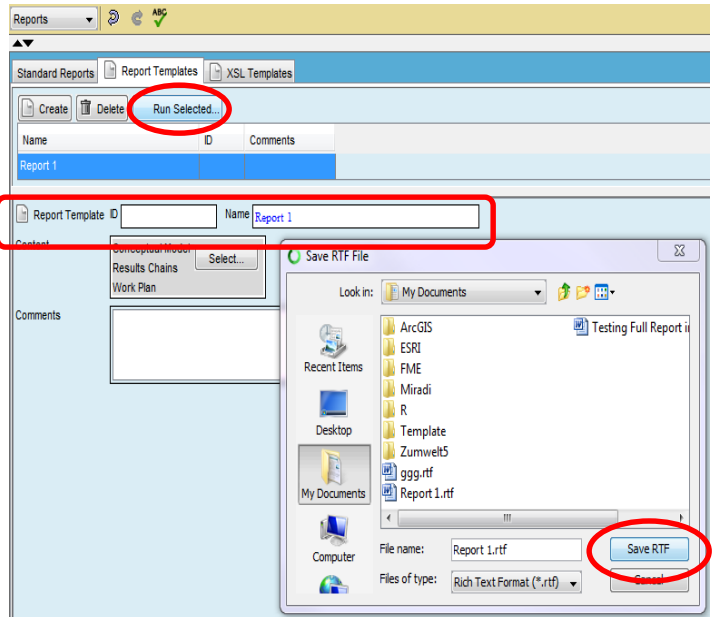 Reports
ABC
Standard Reports Report Templates XSL Templates
Create Delete Run Selected...
Name ID Comments
Report 1
Report Template ID Name Report 1
Content Conceptual Model Select...
Results Chains
Work Plan
Comments
Save RTF File
Look in: My Documents
Recent Items
Desktop
My Documents
Computer
ArcGIS
ESRI
FME
Miradi
R
Template
Zumwelt5
ggg.rtf
Report 1.rtf
Testing Full Report i
File name: Report 1.rtf Save RTF
Files of type: Rich Text Format (*.rtf) Cancel